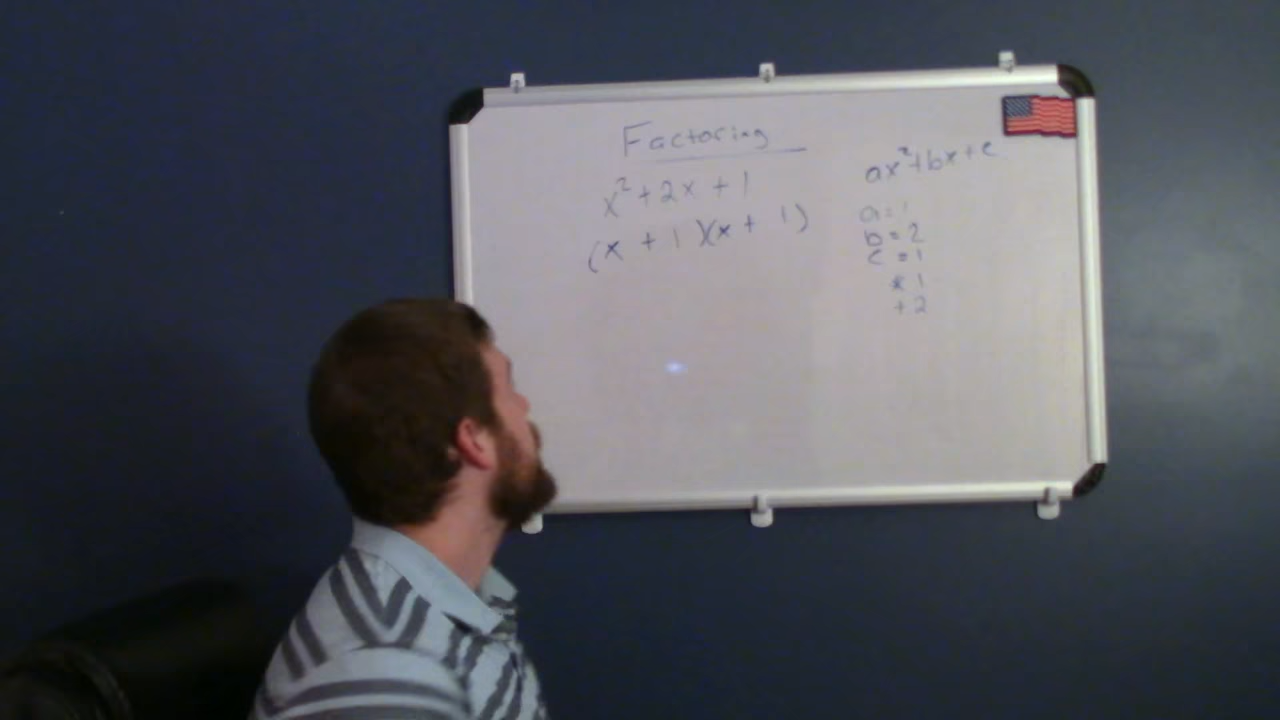 Factoring
x² + 2x + 1
(x + 1)(x + 1)
ax² + bx + c
a = 1
b = 2
c = 1
* 1
+ 2